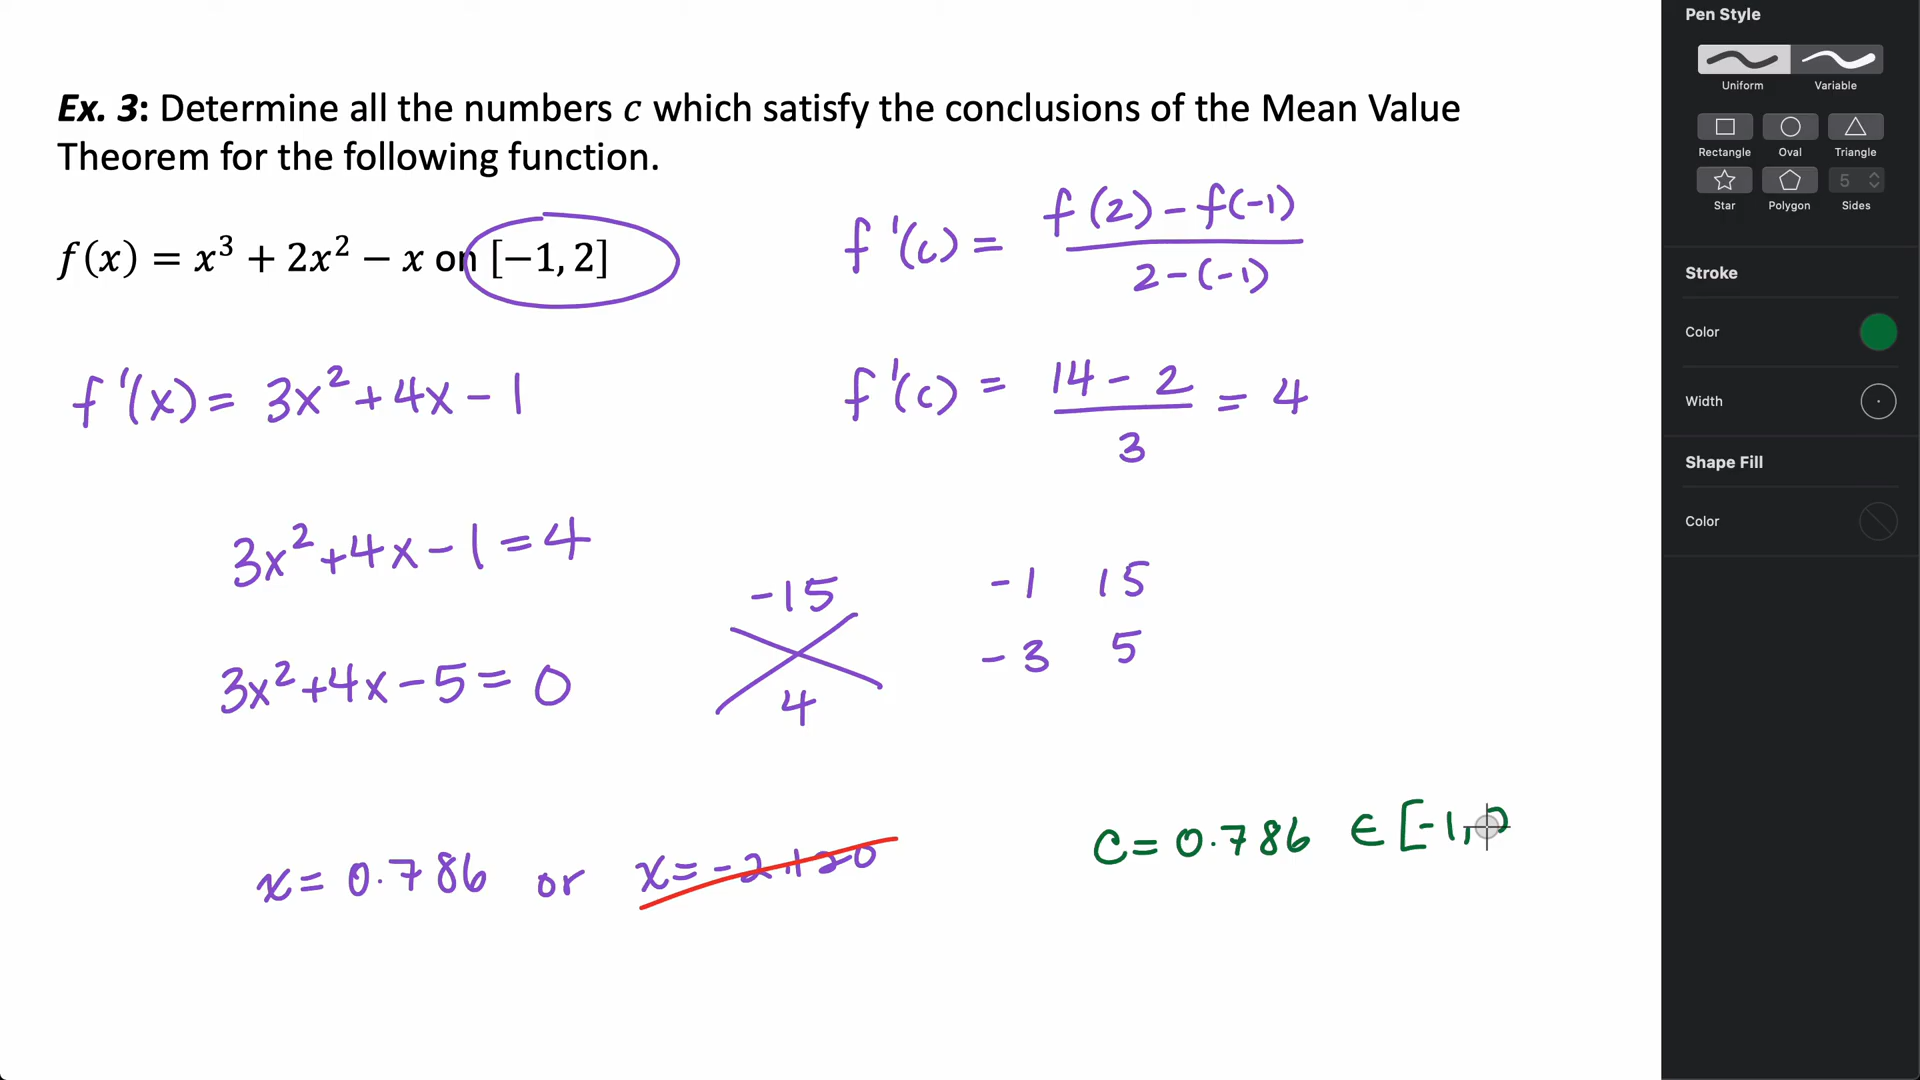 Ex. 3: Determine all the numbers c which satisfy the conclusions of the Mean Value
Theorem for the following function.
f(x) = x³ + 2x² − x on [−1, 2]
f'(c) = f(2) - f(-1) / 2 - (-1)
f'(x) = 3x² + 4x - 1
f'(c) = 14 - 2 / 3 = 4
3x² + 4x - 1 = 4
-15
4
-1 15
-3 5
3x² + 4x - 5 = 0
x = 0.786 or
c = 0.786 ∈ [-1,
Pen Style
Uniform Variable
Rectangle Oval Triangle
5
Star Polygon Sides
Stroke
Color
Width
Shape Fill
Color